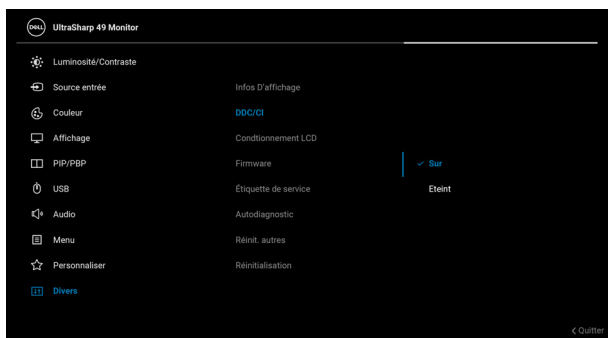 DELL
UltraSharp 49 Monitor
Luminosité/Contraste
Source entrée
Couleur
Affichage
PIP/PBP
USB
Audio
Menu
Personnaliser
Divers
Infos D'affichage
DDC/CI
Condtionnement LCD
Firmware
Étiquette de service
Autodiagnostic
Réinit. autres
Réinitialisation
Sur
Eteint
Quitter